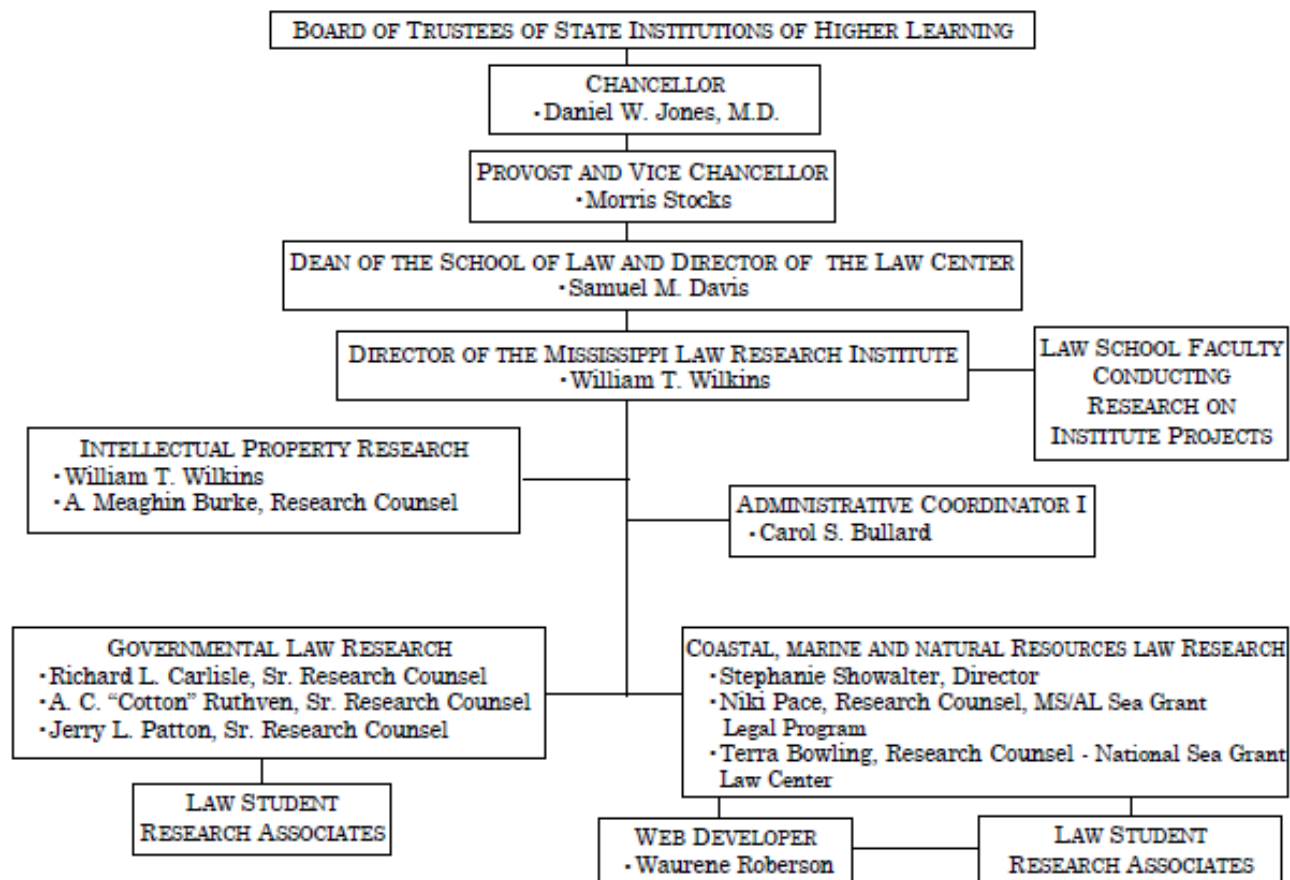 BOARD OF TRUSTEES OF STATE INSTITUTIONS OF HIGHER LEARNING
CHANCELLOR
▪Daniel W. Jones, M.D.
PROVOST AND VICE CHANCELLOR
▪Morris Stocks
DEAN OF THE SCHOOL OF LAW AND DIRECTOR OF THE LAW CENTER
▪Samuel M. Davis
DIRECTOR OF THE MISSISSIPPI LAW RESEARCH INSTITUTE
▪William T. Wilkins
LAW SCHOOL FACULTY
CONDUCTING
RESEARCH ON
INSTITUTE PROJECTS
INTELLECTUAL PROPERTY RESEARCH
▪William T. Wilkins
▪A. Meaghin Burke, Research Counsel
ADMINISTRATIVE COORDINATOR I
▪Carol S. Bullard
GOVERNMENTAL LAW RESEARCH
▪Richard L. Carlisle, Sr. Research Counsel
▪A. C. “Cotton” Ruthven, Sr. Research Counsel
▪Jerry L. Patton, Sr. Research Counsel
COASTAL, MARINE AND NATURAL RESOURCES LAW RESEARCH
▪Stephanie Showalter, Director
▪Niki Pace, Research Counsel, MS/AL Sea Grant
Legal Program
▪Terra Bowling, Research Counsel - National Sea Grant
Law Center
LAW STUDENT
RESEARCH ASSOCIATES
WEB DEVELOPER
▪Waurene Roberson
LAW STUDENT
RESEARCH ASSOCIATES